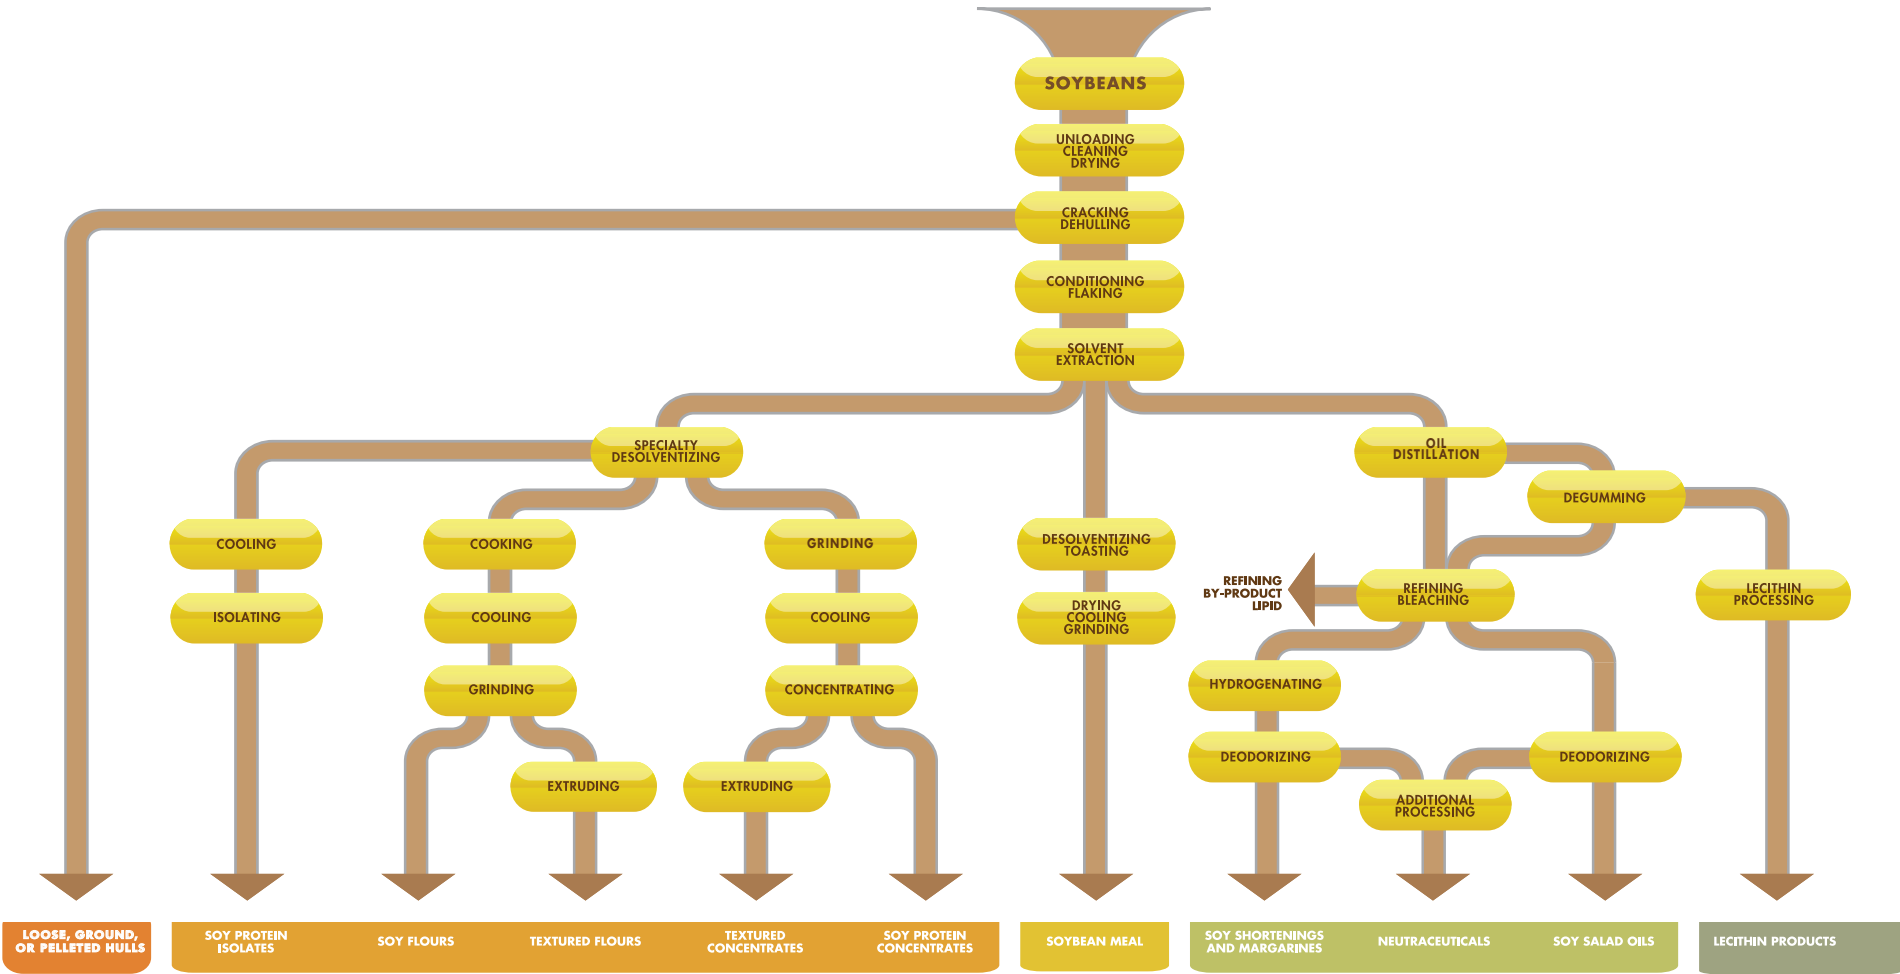 SOYBEANS
UNLOADING
CLEANING
DRYING
CRACKING
DEHULLING
CONDITIONING
FLAKING
SOLVENT
EXTRACTION
SPECIALTY
DESOLVENTIZING
OIL
DISTILLATION
DEGUMMING
COOLING
COOKING
GRINDING
DESOLVENTIZING
TOASTING
REFINING
BY-PRODUCT
LIPID
REFINING
BLEACHING
LECITHIN
PROCESSING
ISOLATING
COOLING
COOLING
DRYING
COOLING
GRINDING
GRINDING
CONCENTRATING
HYDROGENATING
DEODORIZING
DEODORIZING
EXTRUDING
EXTRUDING
ADDITIONAL
PROCESSING
LOOSE, GROUND,
OR PELLETED HULLS
SOY PROTEIN
ISOLATES
SOY FLOURS
TEXTURED FLOURS
TEXTURED
CONCENTRATES
SOY PROTEIN
CONCENTRATES
SOYBEAN MEAL
SOY SHORTENINGS
AND MARGARINES
NEUTRACEUTICALS
SOY SALAD OILS
LECITHIN PRODUCTS